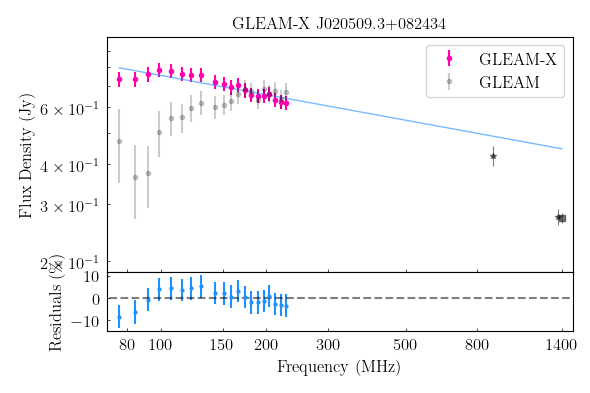 GLEAM-X J020509.3+082434
GLEAM-X
GLEAM
Flux Density (Jy)
6 × 10⁻¹
4 × 10⁻¹
3 × 10⁻¹
2 × 10⁻¹
Residuals (%)
10
0
−10
80 100 150 200 300 500 800 1400
Frequency (MHz)